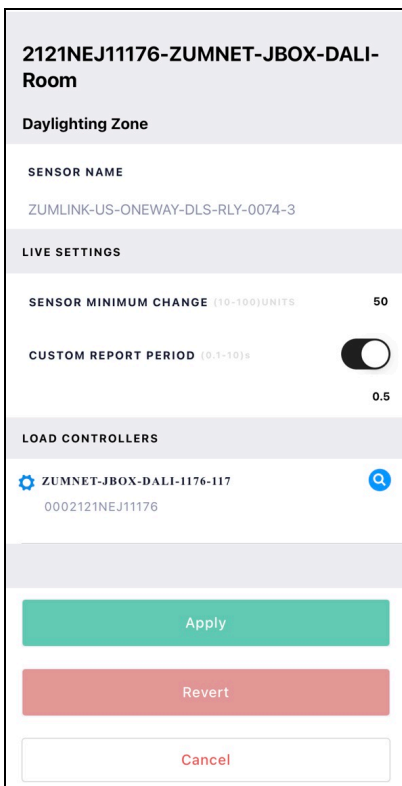 2121NEJ11176-ZUMNET-JBOX-DALI-
Room
Daylighting Zone
SENSOR NAME
ZUMLINK-US-ONEWAY-DLS-RLY-0074-3
LIVE SETTINGS
SENSOR MINIMUM CHANGE (10-100)UNITS 50
CUSTOM REPORT PERIOD (0.1-10)s
0.5
LOAD CONTROLLERS
ZUMNET-JBOX-DALI-1176-117
0002121NEJ11176
Apply
Revert
Cancel